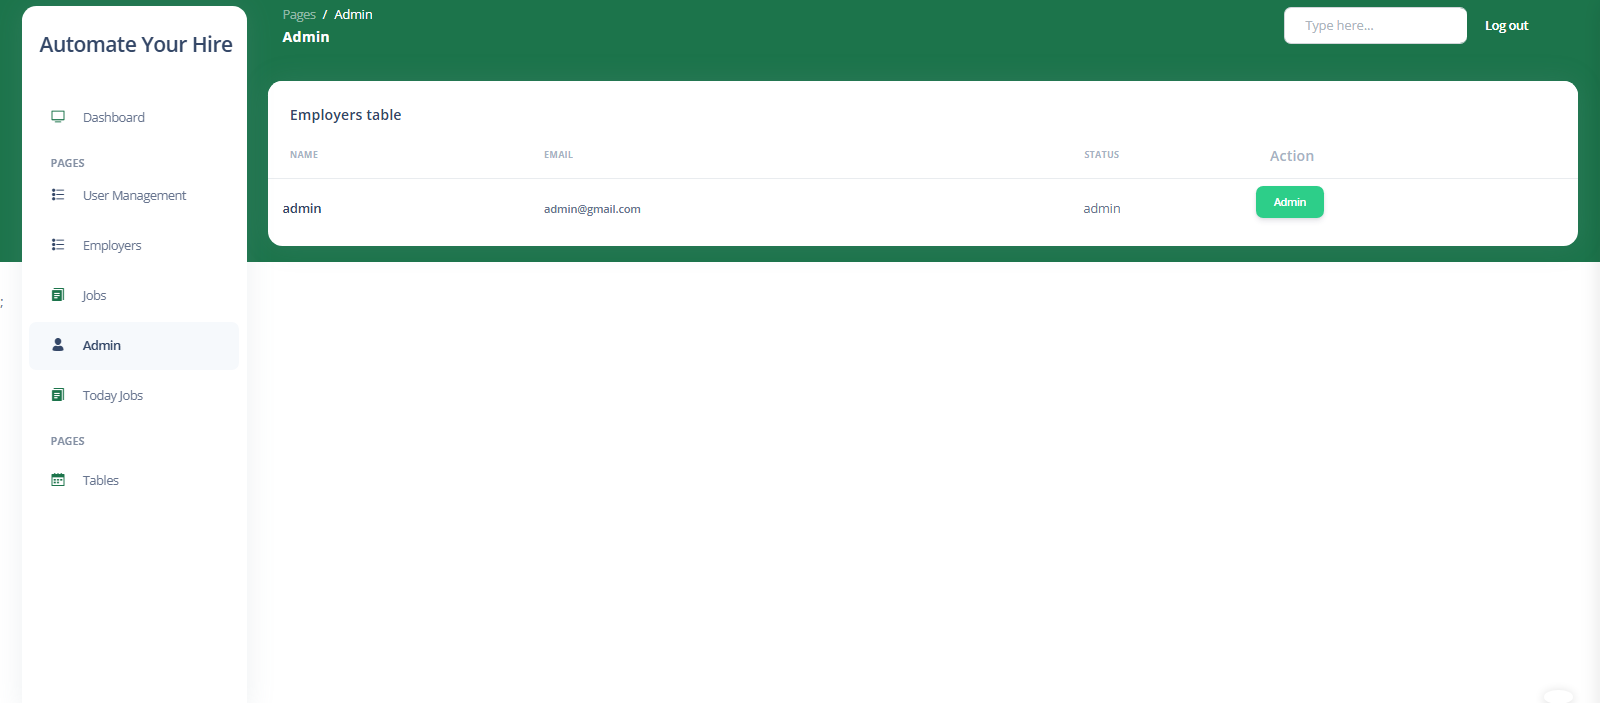 Automate Your Hire
Dashboard
PAGES
User Management
Employers
Jobs
Admin
Today Jobs
PAGES
Tables
;
Pages / Admin
Admin
Type here...
Log out
Employers table
NAME EMAIL STATUS Action
admin admin@gmail.com admin Admin